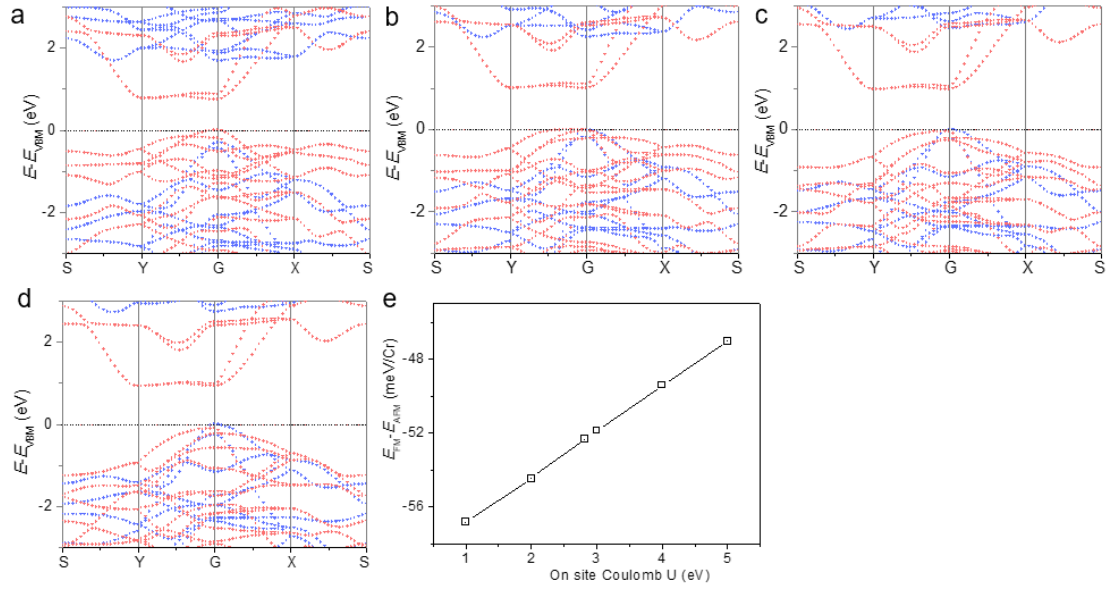 a
2
0
-2
E-E_VBM (eV)
S Y G X S
b
2
0
-2
E-E_VBM (eV)
S Y G X S
c
2
0
-2
E-E_VBM (eV)
S Y G X S
d
2
0
-2
E-E_VBM (eV)
S Y G X S
e
-48
-52
-56
E_FM-E_AFM (meV/Cr)
1 2 3 4 5
On site Coulomb U (eV)